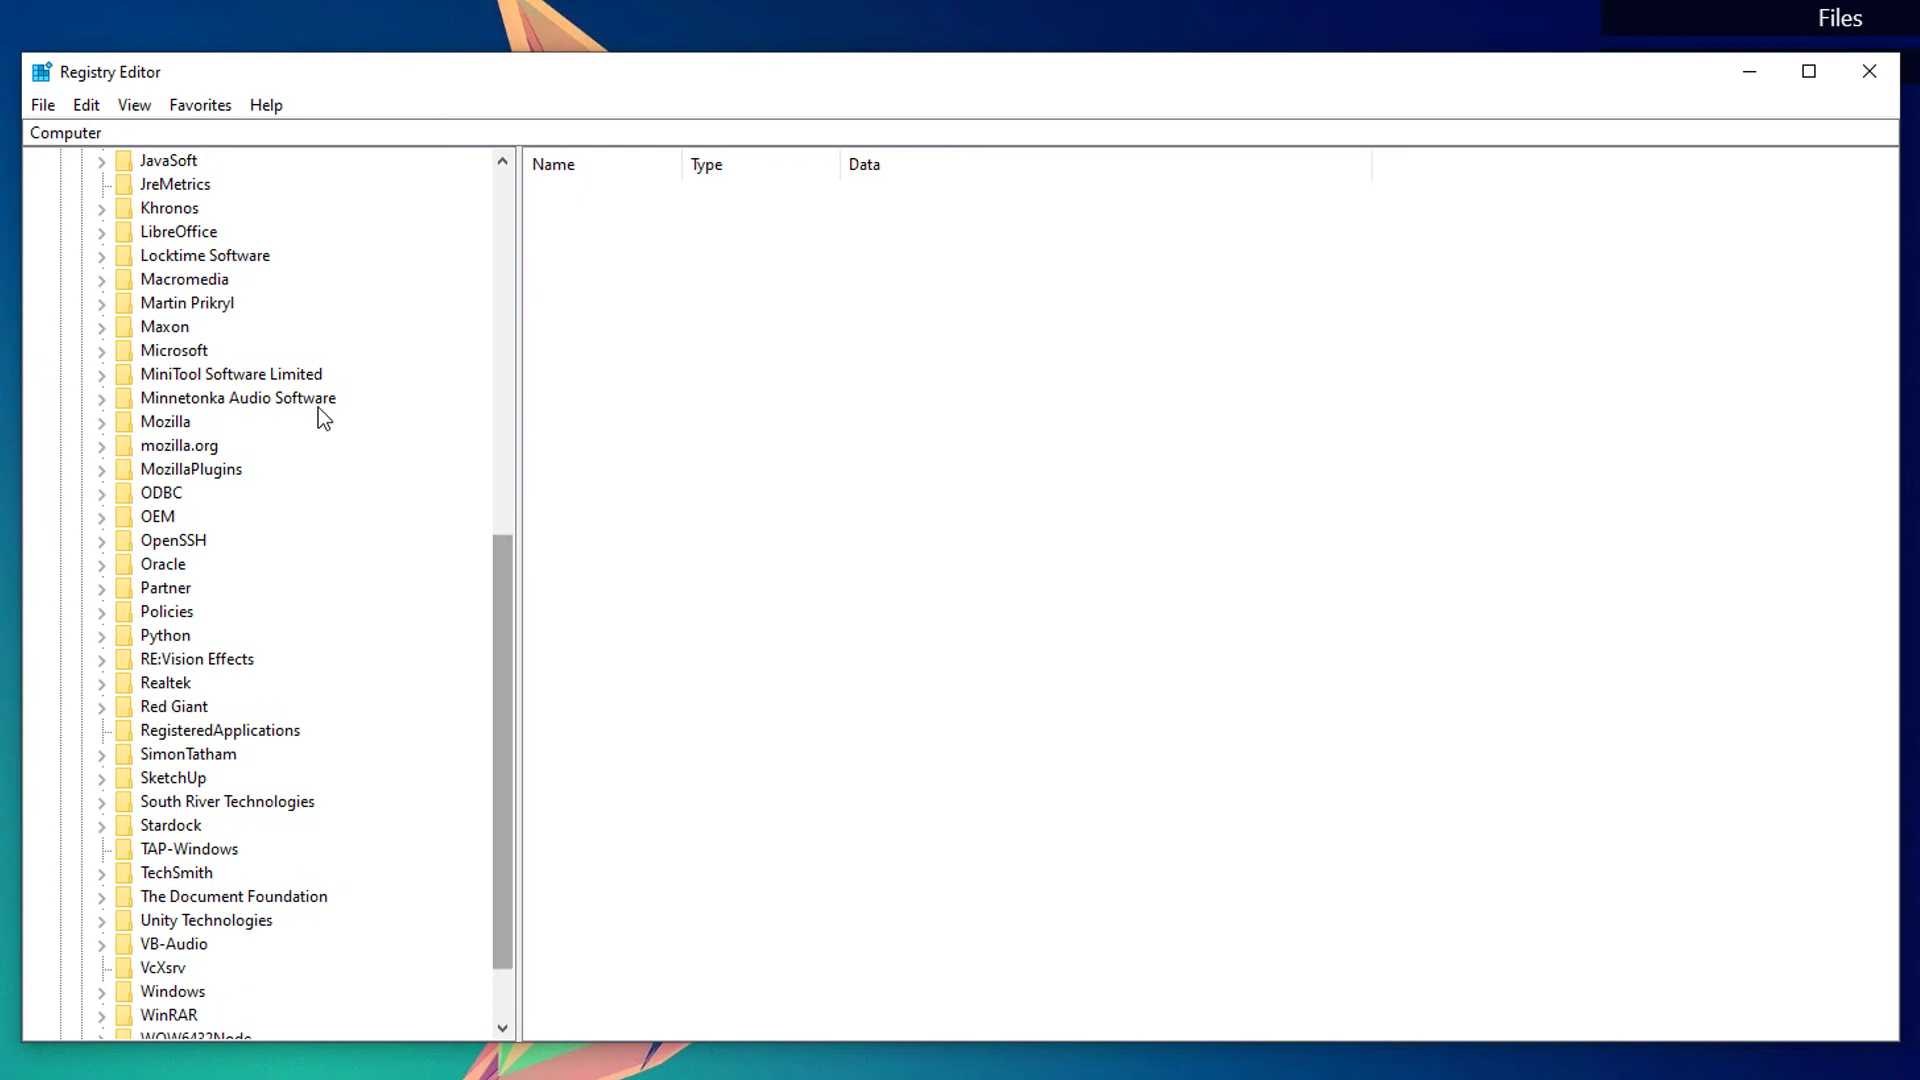 Files
Registry Editor
File Edit View Favorites Help
Computer
Name Type Data
JavaSoft
JreMetrics
Khronos
LibreOffice
Locktime Software
Macromedia
Martin Prikryl
Maxon
Microsoft
MiniTool Software Limited
Minnetonka Audio Software
Mozilla
mozilla.org
MozillaPlugins
ODBC
OEM
OpenSSH
Oracle
Partner
Policies
Python
RE:Vision Effects
Realtek
Red Giant
RegisteredApplications
SimonTatham
SketchUp
South River Technologies
Stardock
TAP-Windows
TechSmith
The Document Foundation
Unity Technologies
VB-Audio
VcXsrv
Windows
WinRAR
WOW6432Node